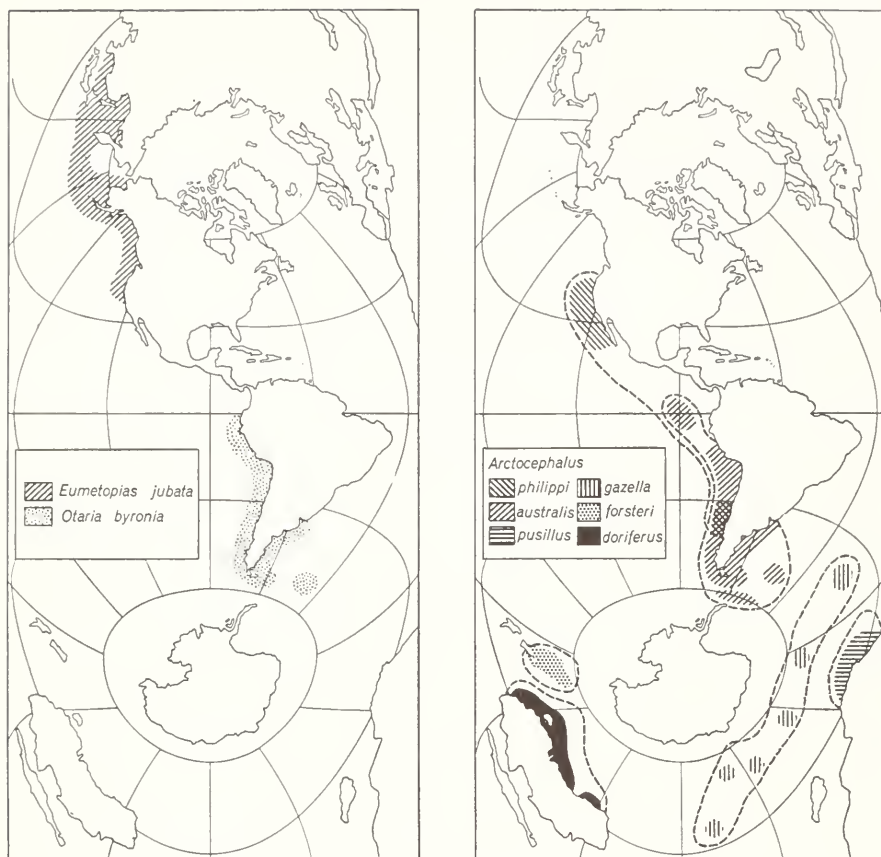 Eumetopias jubata
Otaria byronia
Arctocephalus
philippi gazella
australis forsteri
pusillus doriferus